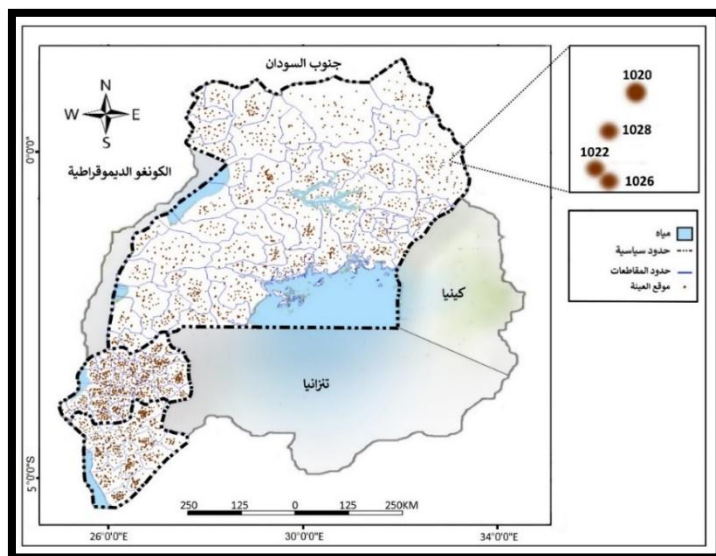 جنوب السودان
N
W E
S
الكونغو الديموقراطية
كينيا
تنزانيا
1020
1028
1022
1026
مياه
حدود سياسية
حدود المقاطعات
موقع العينة
0°0'0"
5°0'0"S
250 125 0 125 250KM
26°0'0"E 30°0'0"E 34°0'0"E